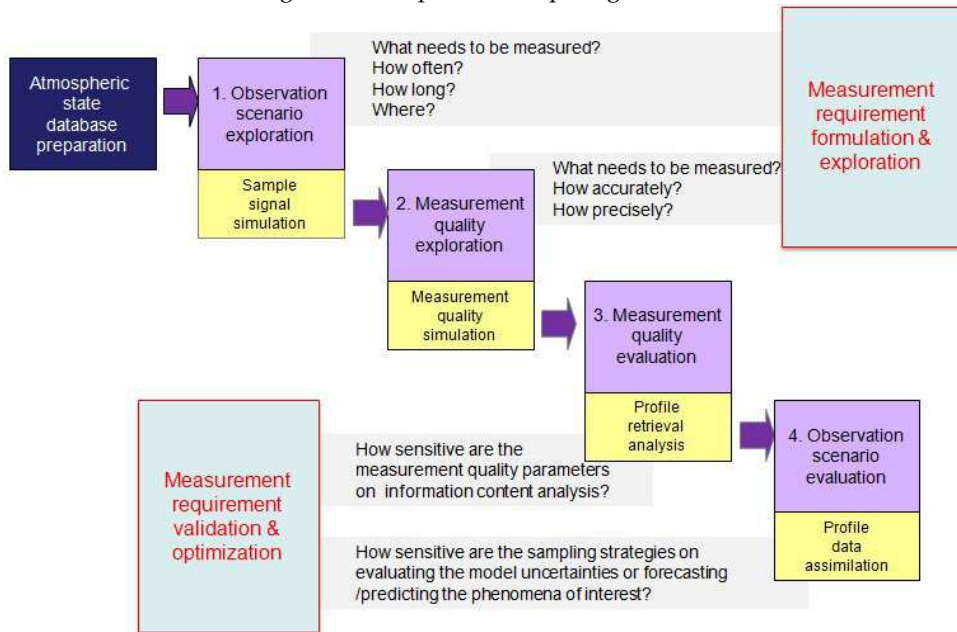 What needs to be measured?
How often?
How long?
Where?
Atmospheric
state
database
preparation
1. Observation
scenario
exploration
Sample
signal
simulation
Measurement
requirement
formulation &
exploration
What needs to be measured?
How accurately?
How precisely?
2. Measurement
quality
exploration
Measurement
quality
simulation
3. Measurement
quality
evaluation
Profile
retrieval
analysis
4. Observation
scenario
evaluation
Profile
data
assimilation
Measurement
requirement
validation &
optimization
How sensitive are the
measurement quality parameters
on information content analysis?
How sensitive are the sampling strategies on
evaluating the model uncertainties or forecasting
/predicting the phenomena of interest?